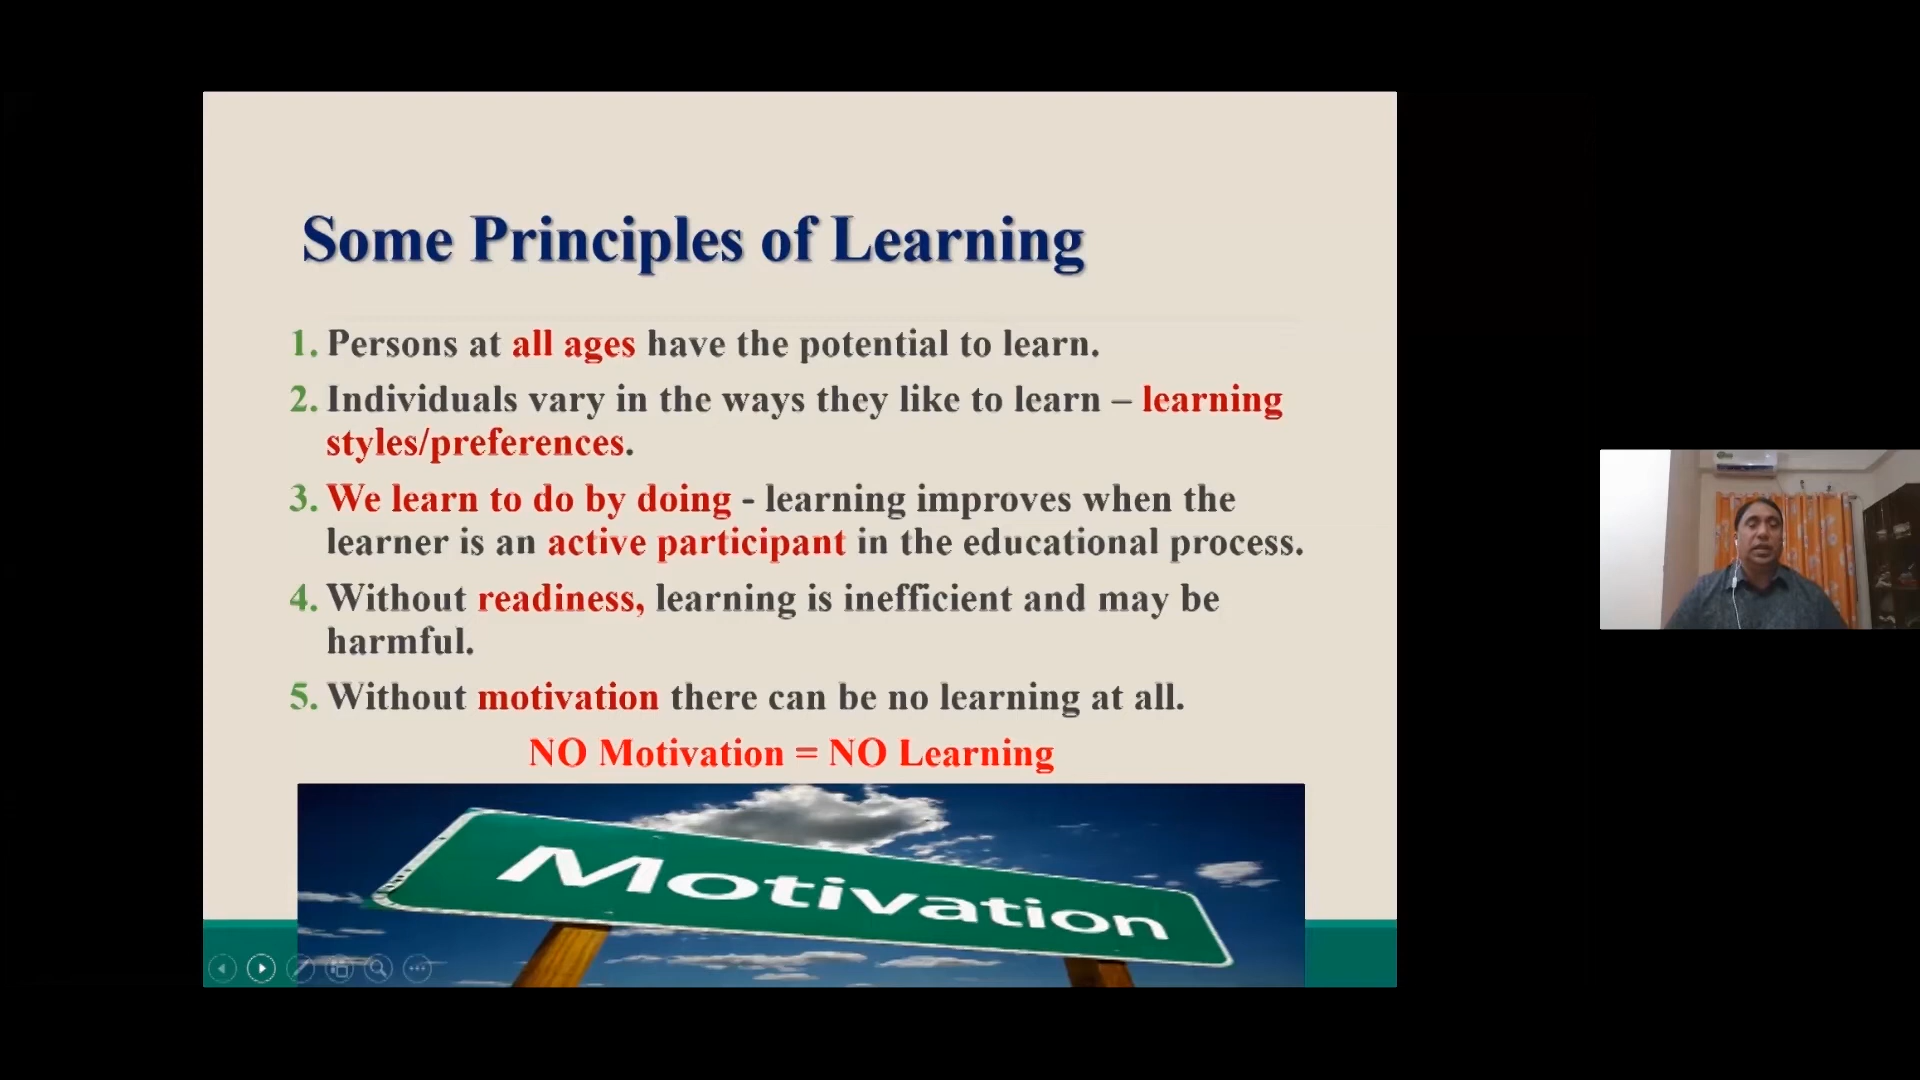 Some Principles of Learning
1. Persons at all ages have the potential to learn.
2. Individuals vary in the ways they like to learn – learning
styles/preferences.
3. We learn to do by doing - learning improves when the
learner is an active participant in the educational process.
4. Without readiness, learning is inefficient and may be
harmful.
5. Without motivation there can be no learning at all.
NO Motivation = NO Learning
Motivation